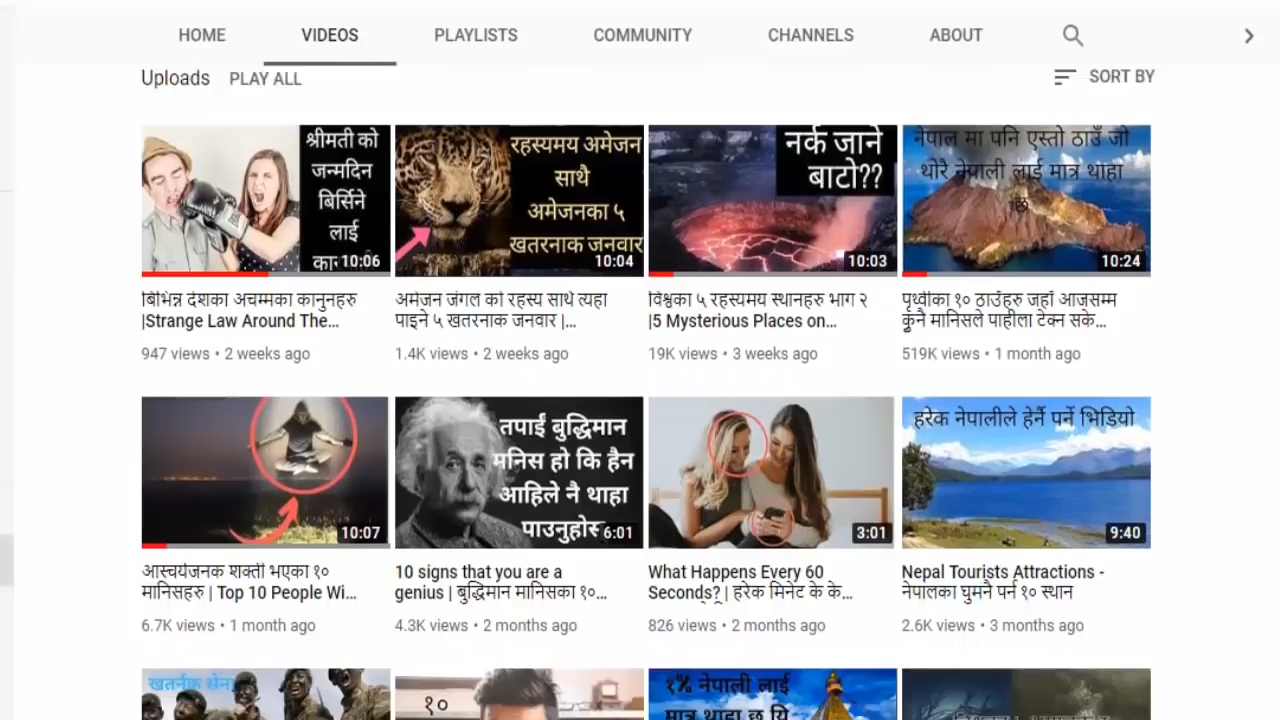 HOME VIDEOS PLAYLISTS COMMUNITY CHANNELS ABOUT
Uploads PLAY ALL SORT BY
श्रीमती को
जन्मदिन
बिर्सिने
लाई
का
10:06
रहस्यमय अमेजन
साथै
अमेजनका ५
खतरनाक जनवार
10:04
नर्क जाने
बाटो??
10:03
नेपाल मा पनि एस्तो ठाउँ जो
थोरै नेपाली लाई मात्र थाहा
छ
10:24
बिभिन्न देशका अचम्मका कानुनहरु
|Strange Law Around The...
947 views • 2 weeks ago
अमेजन जंगल को रहस्य साथै त्यहा
पाइने ५ खतरनाक जनवार |...
1.4K views • 2 weeks ago
विश्वका ५ रहस्यमय स्थानहरु भाग २
|5 Mysterious Places on...
19K views • 3 weeks ago
पृथ्वीका १० ठाउँहरु जहाँ आजसम्म
कुनै मानिसले पाहीला टेक्न सके...
519K views • 1 month ago
10:07
तपाईं बुद्धिमान
मनिस हो कि हैन
आहिले नै थाहा
पाउनुहोस
6:01
3:01
हरेक नेपालीले हेर्नै पर्ने भिडियो
9:40
आस्चर्यजनक शक्ती भएका १०
मानिसहरु | Top 10 People Wi...
6.7K views • 1 month ago
10 signs that you are a
genius | बुद्धिमान मानिसका १०...
4.3K views • 2 months ago
What Happens Every 60
Seconds? | हरेक मिनेट के के...
826 views • 2 months ago
Nepal Tourists Attractions -
नेपालका घुमनै पर्न १० स्थान
2.6K views • 3 months ago
खतर्नक सेना
१०
१% नेपाली लाई
मात्र थाहा छ यि